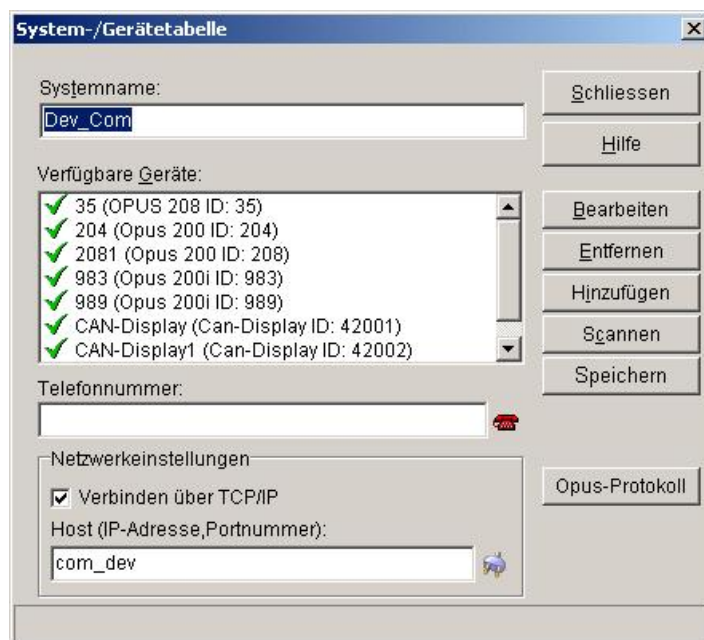 System-/Gerätetabelle
Systemname:
Dev_Com
Verfügbare Geräte:
35 (OPUS 208 ID: 35)
204 (Opus 200 ID: 204)
2081 (Opus 200 ID: 208)
983 (Opus 200i ID: 983)
989 (Opus 200i ID: 989)
CAN-Display (Can-Display ID: 42001)
CAN-Display1 (Can-Display ID: 42002)
Telefonnummer:
Netzwerkeinstellungen
Verbinden über TCP/IP
Host (IP-Adresse,Portnummer):
com_dev
Schliessen
Hilfe
Bearbeiten
Entfernen
Hinzufügen
Scannen
Speichern
Opus-Protokoll